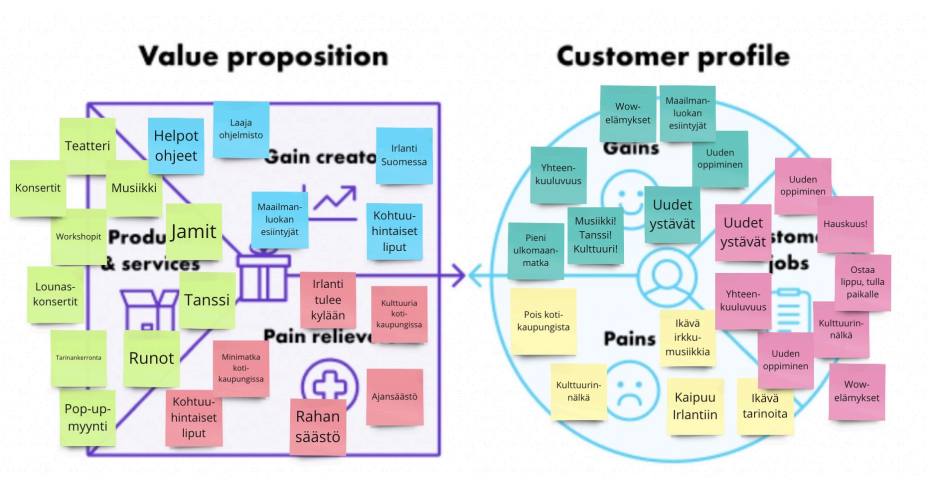 Value proposition
Customer profile
Teatteri
Konsertit
Musiikki
Workshopit
Jamit
Lounas-
konsertit
Tanssi
Tarinankerronta
Runot
Pop-up-
myynti
Produ
& services
Helpot
ohjeet
Laaja
ohjelmisto
Irlanti
Suomessa
Maailman-
luokan
esiintyjät
Kohtuu-
hintaiset
liput
Gain creato
Irlanti
tulee
kylään
Kulttuuria
koti-
kaupungissa
Pain relieve
Minimatka
koti-
kaupungissa
Kohtuu-
hintaiset
liput
Rahan
säästö
Ajansäästö
Wow-
elämykset
Maailman-
luokan
esiintyjät
Gains
Yhteen-
kuuluvuus
Uuden
oppiminen
Pieni
ulkomaan-
matka
Musiikki!
Tanssi!
Kulttuuri!
Uudet
ystävät
Uuden
oppiminen
Uudet
ystävät
Hauskuus!
stome
jobs
Ostaa
lippu, tulla
paikalle
Yhteen-
kuuluvuus
Kulttuurin-
nälkä
Uuden
oppiminen
Wow-
elämykset
Pois koti-
kaupungista
Pains
Ikävä
irkku-
musiikkia
Kulttuurin-
nälkä
Kaipuu
Irlantiin
Ikävä
tarinoita